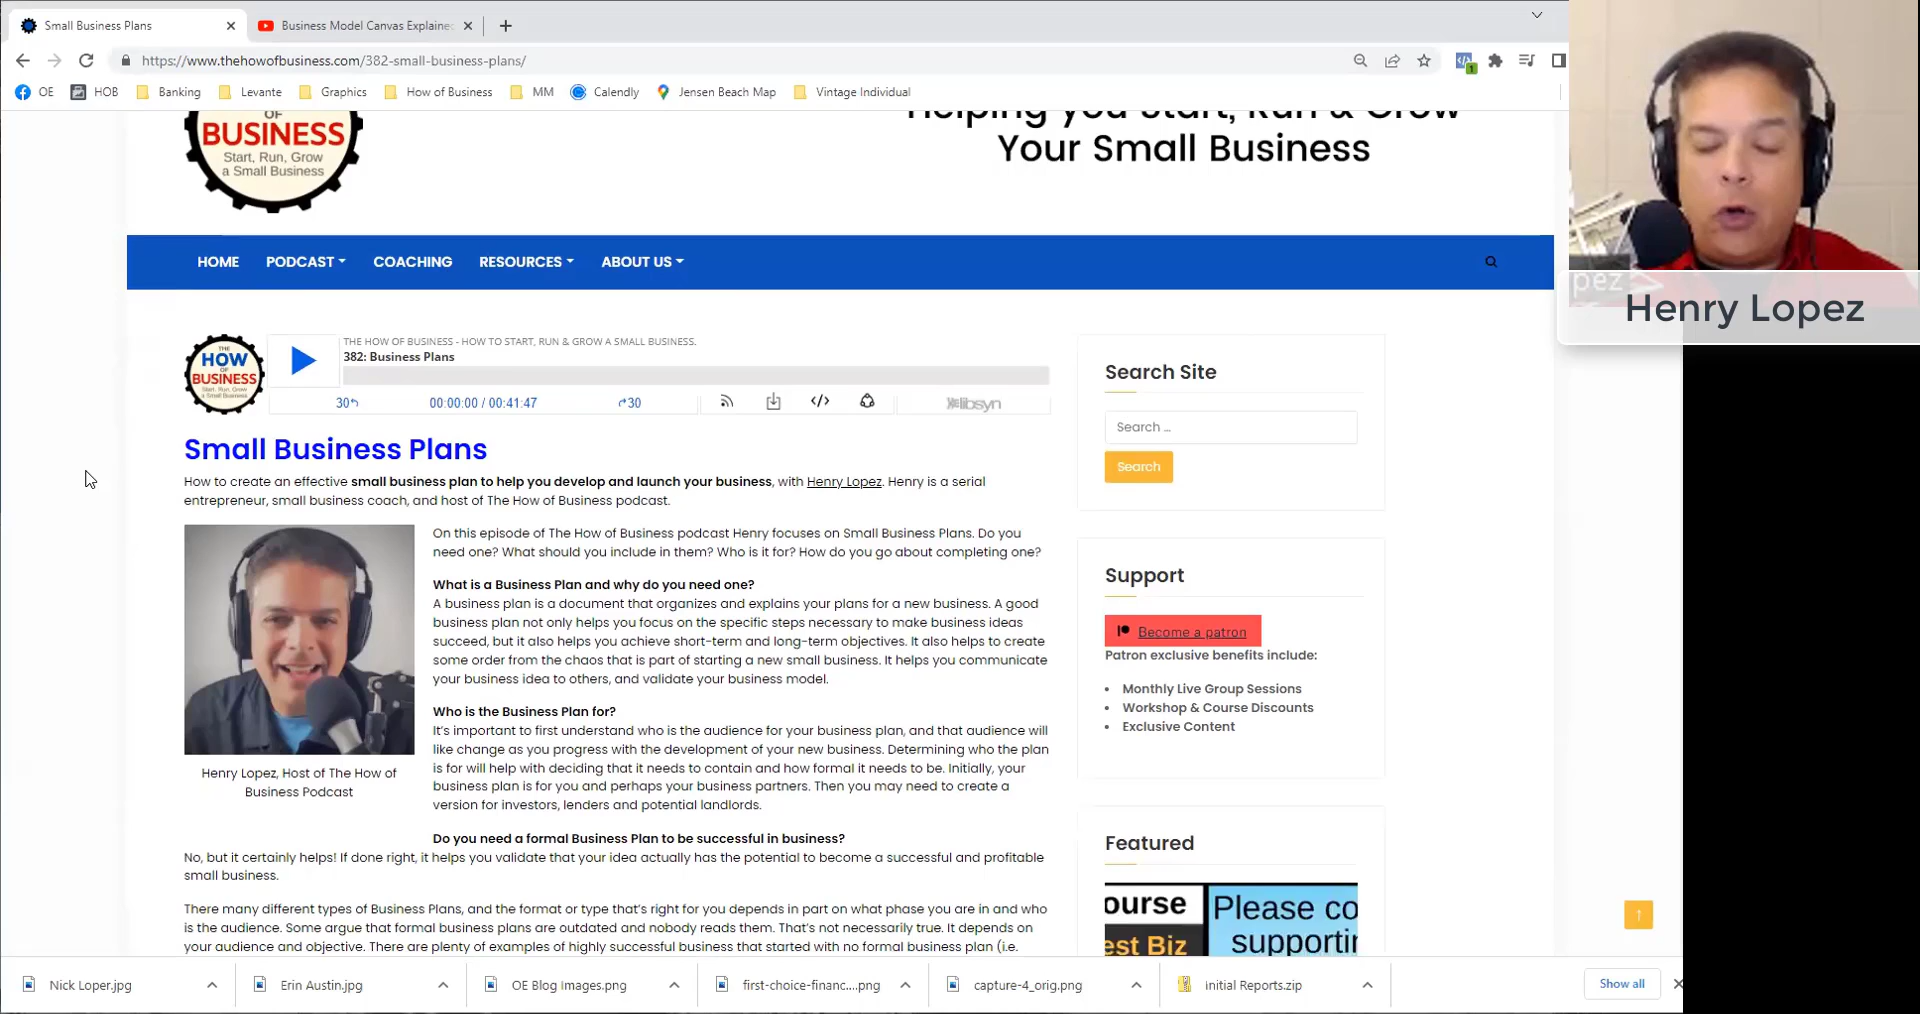 Small Business Plans
Business Model Canvas Explaine
https://www.thehowofbusiness.com/382-small-business-plans/
1
OE
HOB
Banking
Levante
Graphics
How of Business
MM
Calendly
Jensen Beach Map
Vintage Individual
OF
BUSINESS
Start, Run, Grow
a Small Business
Helping you Start, Run & Grow
Your Small Business
Henry Lopez
pez
HOME
PODCAST
COACHING
RESOURCES
ABOUT US
THE
HOW
OF
BUSINESS
Start, Run, Grow
a Small Business
THE HOW OF BUSINESS - HOW TO START, RUN & GROW A SMALL BUSINESS.
382: Business Plans
30
00:00:00 / 00:41:47
30
libsyn
Small Business Plans
How to create an effective small business plan to help you develop and launch your business, with Henry Lopez. Henry is a serial
entrepreneur, small business coach, and host of The How of Business podcast.
On this episode of The How of Business podcast Henry focuses on Small Business Plans. Do you
need one? What should you include in them? Who is it for? How do you go about completing one?
What is a Business Plan and why do you need one?
A business plan is a document that organizes and explains your plans for a new business. A good
business plan not only helps you focus on the specific steps necessary to make business ideas
succeed, but it also helps you achieve short-term and long-term objectives. It also helps to create
some order from the chaos that is part of starting a new small business. It helps you communicate
your business idea to others, and validate your business model.
Who is the Business Plan for?
It's important to first understand who is the audience for your business plan, and that audience will
like change as you progress with the development of your new business. Determining who the plan
is for will help with deciding that it needs to contain and how formal it needs to be. Initially, your
business plan is for you and perhaps your business partners. Then you may need to create a
version for investors, lenders and potential landlords.
Henry Lopez, Host of The How of
Business Podcast
Do you need a formal Business Plan to be successful in business?
No, but it certainly helps! If done right, it helps you validate that your idea actually has the potential to become a successful and profitable
small business.
There many different types of Business Plans, and the format or type that's right for you depends in part on what phase you are in and who
is the audience. Some argue that formal business plans are outdated and nobody reads them. That's not necessarily true. It depends on
your audience and objective. There are plenty of examples of highly successful business that started with no formal business plan (i.e.
Search Site
Search …
Search
Support
Become a patron
Patron exclusive benefits include:
• Monthly Live Group Sessions
• Workshop & Course Discounts
• Exclusive Content
Featured
ourse
est Biz
Please co
supportin
Nick Loper.jpg
Erin Austin.jpg
OE Blog Images.png
first-choice-financ....png
capture-4_orig.png
Initial Reports.zip
Show all